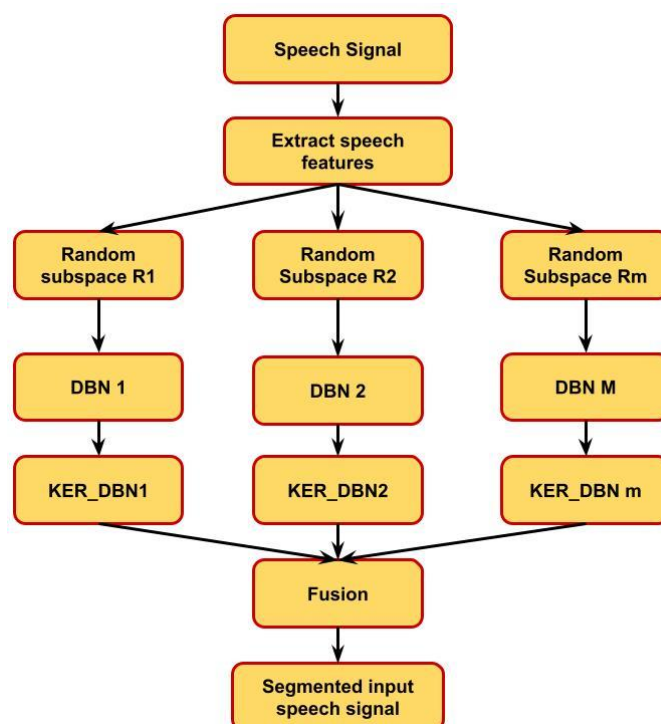 Speech Signal
Extract speech
features
Random
subspace R1
Random
Subspace R2
Random
Subspace Rm
DBN 1
DBN 2
DBN M
KER_DBN1
KER_DBN2
KER_DBN m
Fusion
Segmented input
speech signal